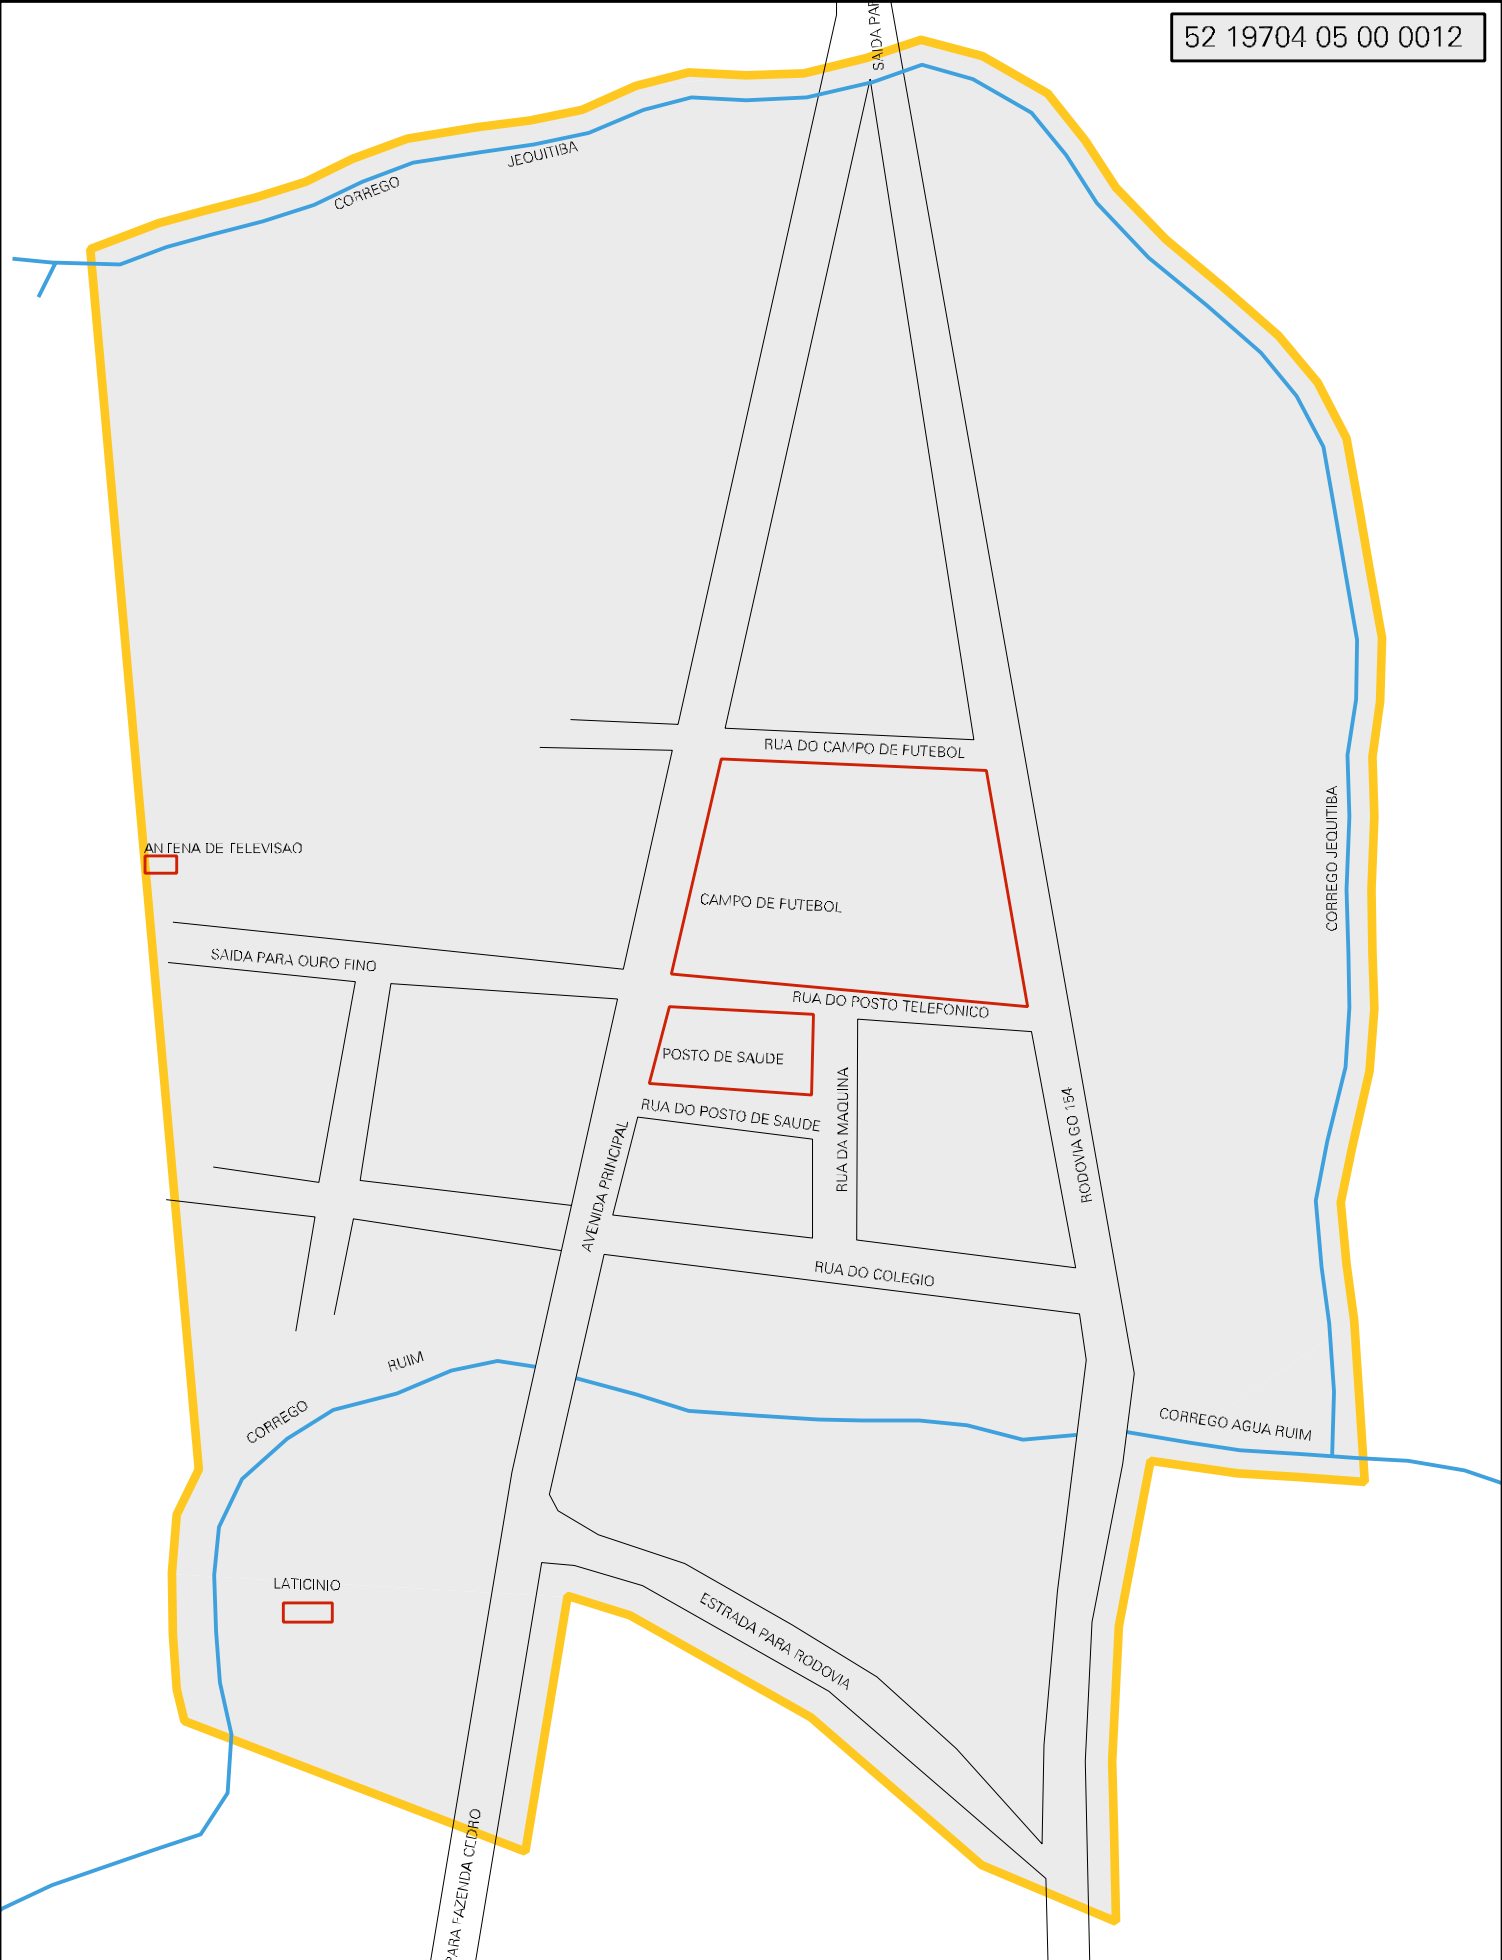 52 19704 05 00 0012
SAIDA
JEQUITIBA
CORREGO
RUA DO CAMPO DE FUTEBOL
CORREGO JEQUITIBA
ANTENA DE TELEVISAO
CAMPO DE FUTEBOL
SAIDA PARA OURO FINO
RUA DO POSTO TELEFONICO
POSTO DE SAUDE
RUA DO POSTO DE SAUDE
RUA DA MAQUINA
RODOVIA GO 154
AVENIDA PRINCIPAL
RUA DO COLEGIO
RUIM
CORREGO
CORREGO AGUA RUIM
LATICINIO
ESTRADA PARA RODOVIA
PARA FAZENDA CEDRO